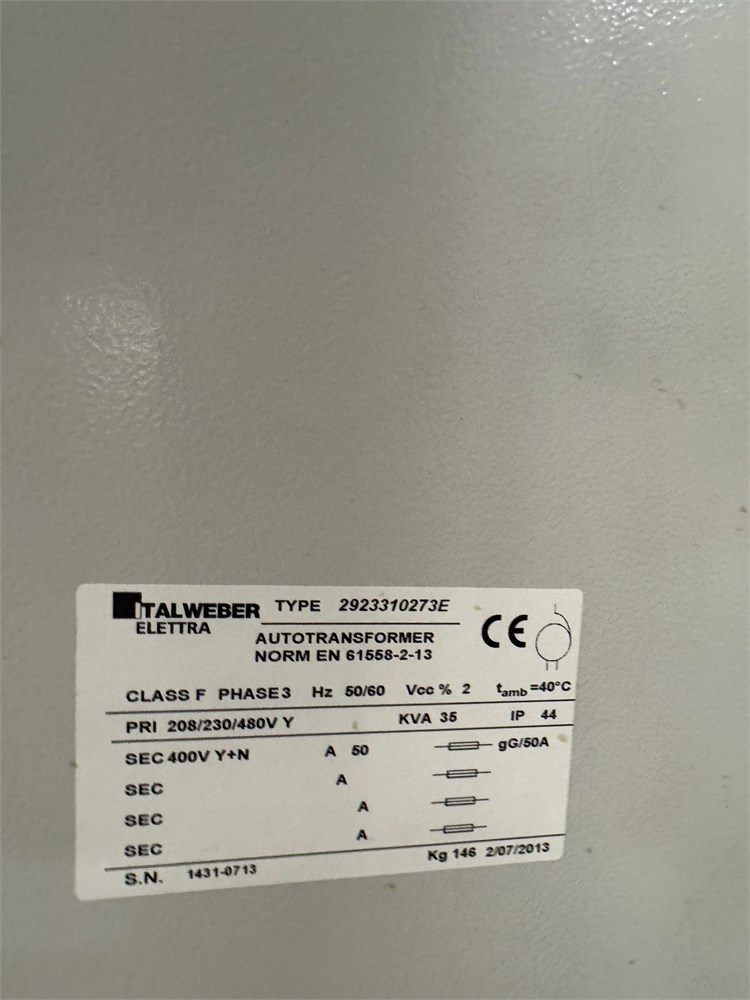 ITALWEBER
ELETTRA
TYPE 2923310273E
AUTOTRANSFORMER
NORM EN 61558-2-13
CE
CLASS F PHASE 3 Hz 50/60 Vcc % 2 tamb=40°C
PRI 208/230/480V Y KVA 35 IP 44
SEC 400V Y+N A 50 gG/50A
SEC A
SEC A
SEC A
S.N. 1431-0713 Kg 146 2/07/2013